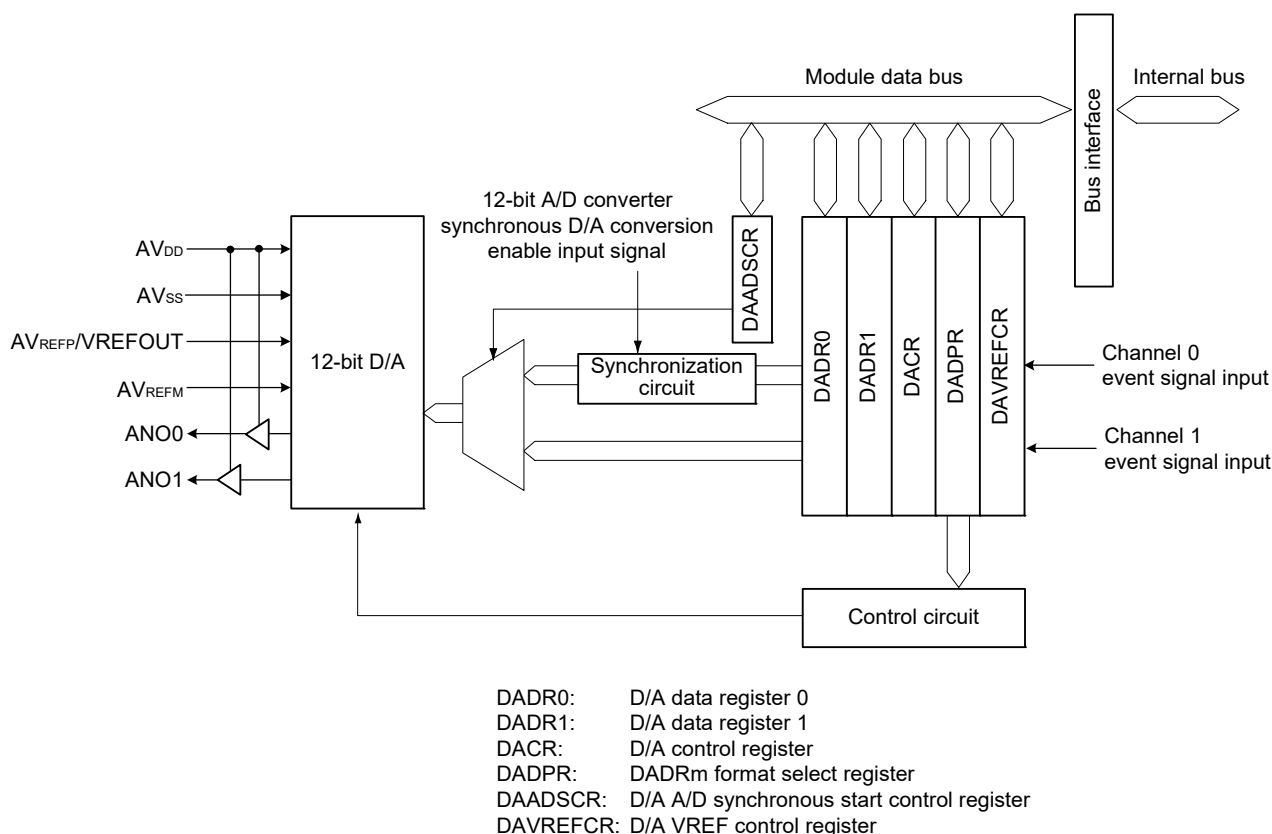 Module data bus
Internal bus
Bus interface
12-bit A/D converter
synchronous D/A conversion
enable input signal
DAADSCR
AVDD
AVSS
AVREFP/VREFOUT
AVREFM
ANO0
ANO1
12-bit D/A
Synchronization
circuit
DADR0
DADR1
DACR
DADPR
DAVREFCR
Channel 0
event signal input
Channel 1
event signal input
Control circuit
DADR0: D/A data register 0
DADR1: D/A data register 1
DACR: D/A control register
DADPR: DADRm format select register
DAADSCR: D/A A/D synchronous start control register
DAVREFCR: D/A VREF control register